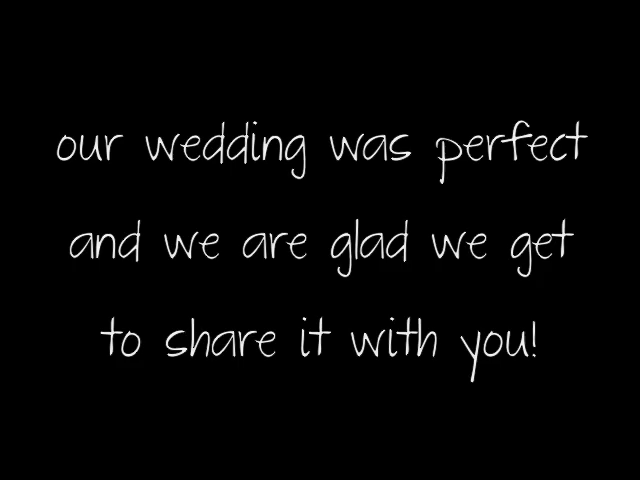 our wedding was perfect
and we are glad we get
to share it with you!